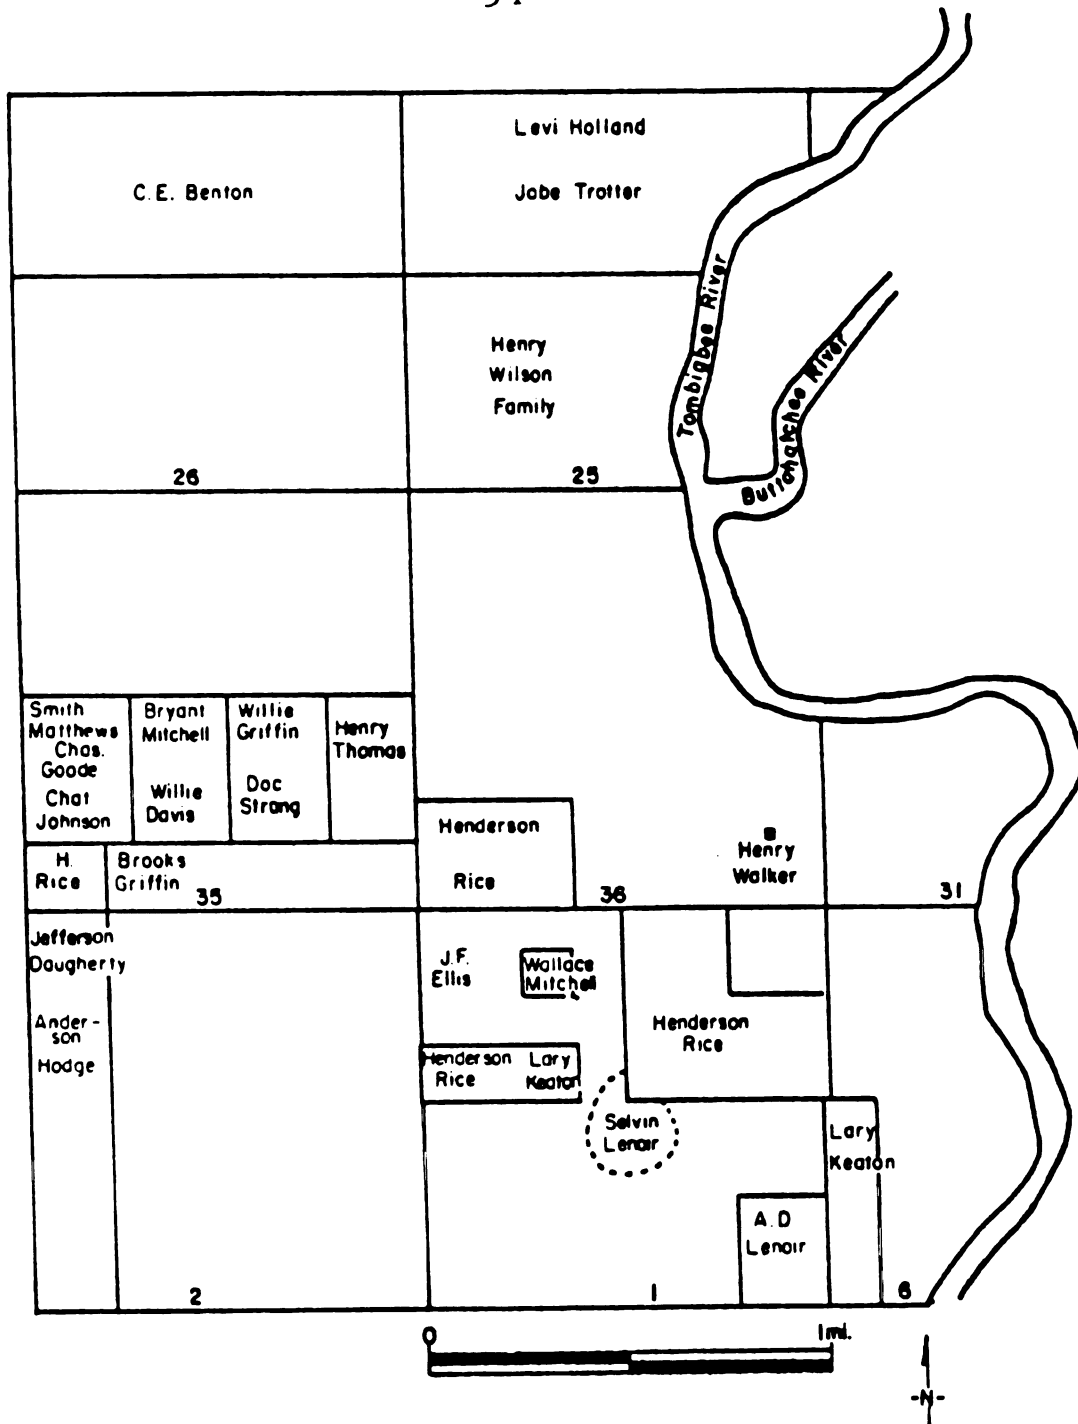 Levi Holland
C.E. Benton
Jabe Trotter
Tombigbee River
Buttahatchee River
Henry
Wilson
Family
26
25
Smith
Matthews
Chas.
Goode
Chat
Johnson
Bryant
Mitchell
Willie
Davis
Willie
Griffin
Doc
Strong
Henry
Thomas
Henderson
Rice
Henry
Walker
H.
Rice
Brooks
Griffin
35
36
31
Jefferson
Daugherty
Ander-
son
Hodge
J.F.
Ellis
Wallace
Mitchell
Henderson
Rice
Henderson
Rice
Lary
Keaton
Selvin
Lenoir
Lary
Keaton
A.D
Lenoir
2
1
6
0
1mi.
-N-